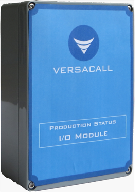 VERSACALL
PRODUCTION STATUS
I/O MODULE